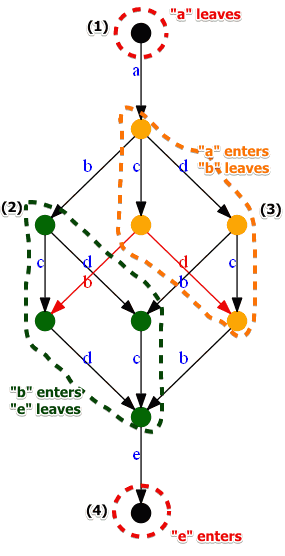 (1)
"a" leaves
a
"a" enters
"b" leaves
b
c
d
(2)
(3)
c
d
b
d
b
c
"b" enters
"e" leaves
d
c
b
e
(4)
"e" enters